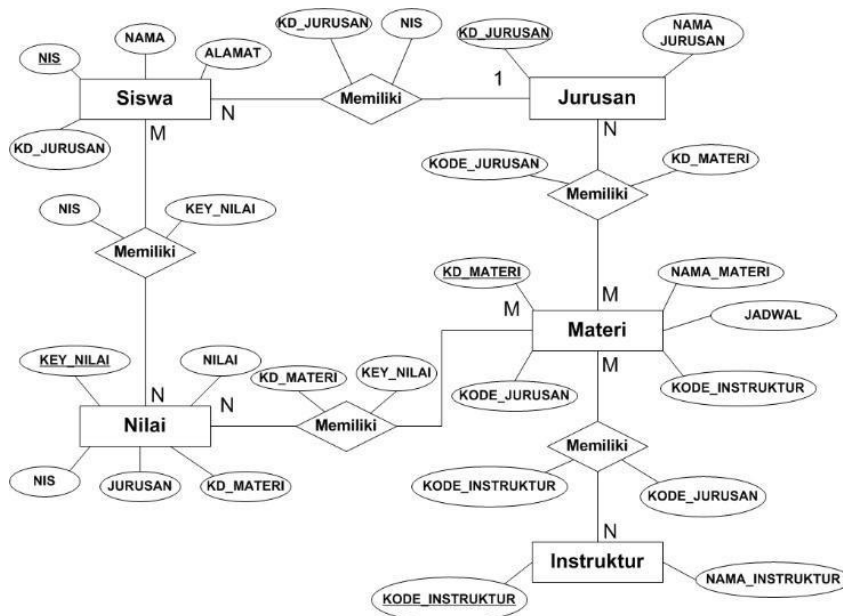 NAMA
KD_JURUSAN
NIS
KD_JURUSAN
NAMA
JURUSAN
NIS
ALAMAT
Siswa
N
Memiliki
1
Jurusan
M
N
KD_JURUSAN
KODE_JURUSAN
KD_MATERI
Memiliki
NIS
KEY_NILAI
Memiliki
KD_MATERI
NAMA_MATERI
M
M
JADWAL
Materi
M
KEY_NILAI
NILAI
KD_MATERI
KEY_NILAI
KODE_JURUSAN
KODE_INSTRUKTUR
N
N
Nilai
Memiliki
Memiliki
NIS
JURUSAN
KD_MATERI
KODE_INSTRUKTUR
KODE_JURUSAN
N
Instruktur
KODE_INSTRUKTUR
NAMA_INSTRUKTUR